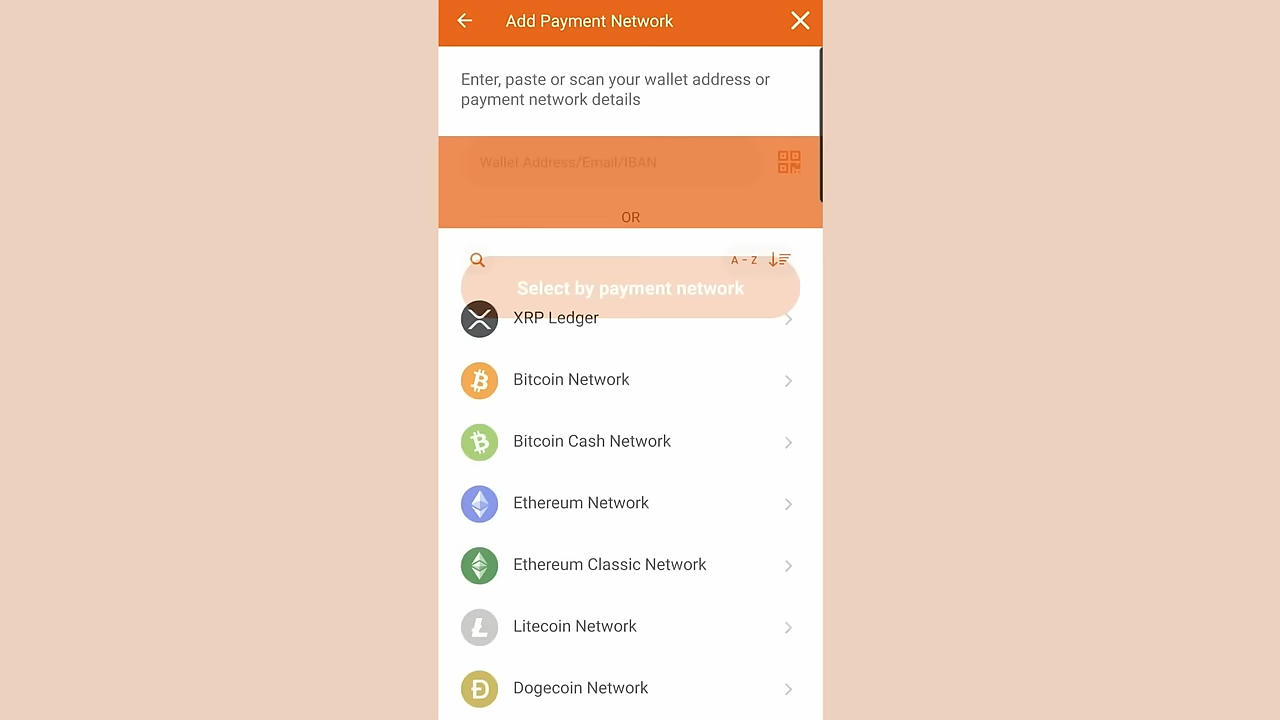 Add Payment Network
Enter, paste or scan your wallet address or
payment network details
Wallet Address/Email/IBAN
OR
A - Z
Select by payment network
XRP Ledger
Bitcoin Network
Bitcoin Cash Network
Ethereum Network
Ethereum Classic Network
Litecoin Network
Dogecoin Network